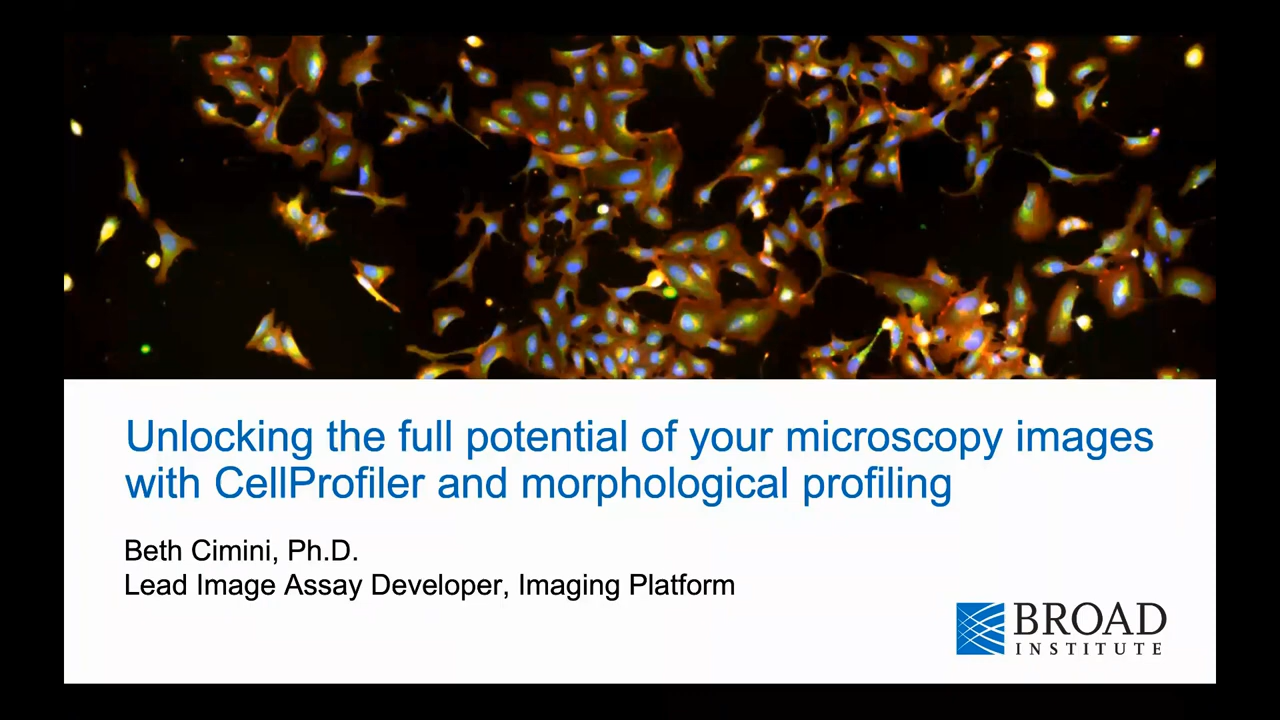 Unlocking the full potential of your microscopy images
with CellProfiler and morphological profiling
Beth Cimini, Ph.D.
Lead Image Assay Developer, Imaging Platform
BROAD
INSTITUTE